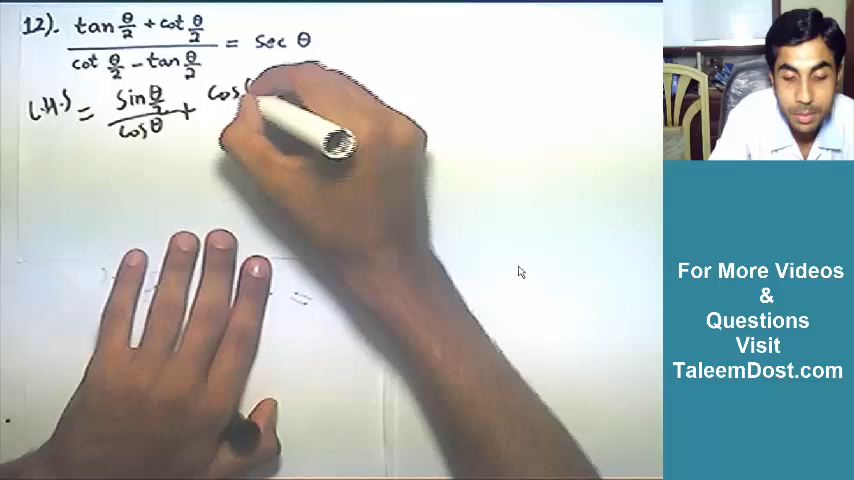 12). tan θ/2 + cot θ/2 / cot θ/2 - tan θ/2 = sec θ
L.H.S = sin θ/2 / cos θ + cos
=
For More Videos
&
Questions
Visit
TaleemDost.com